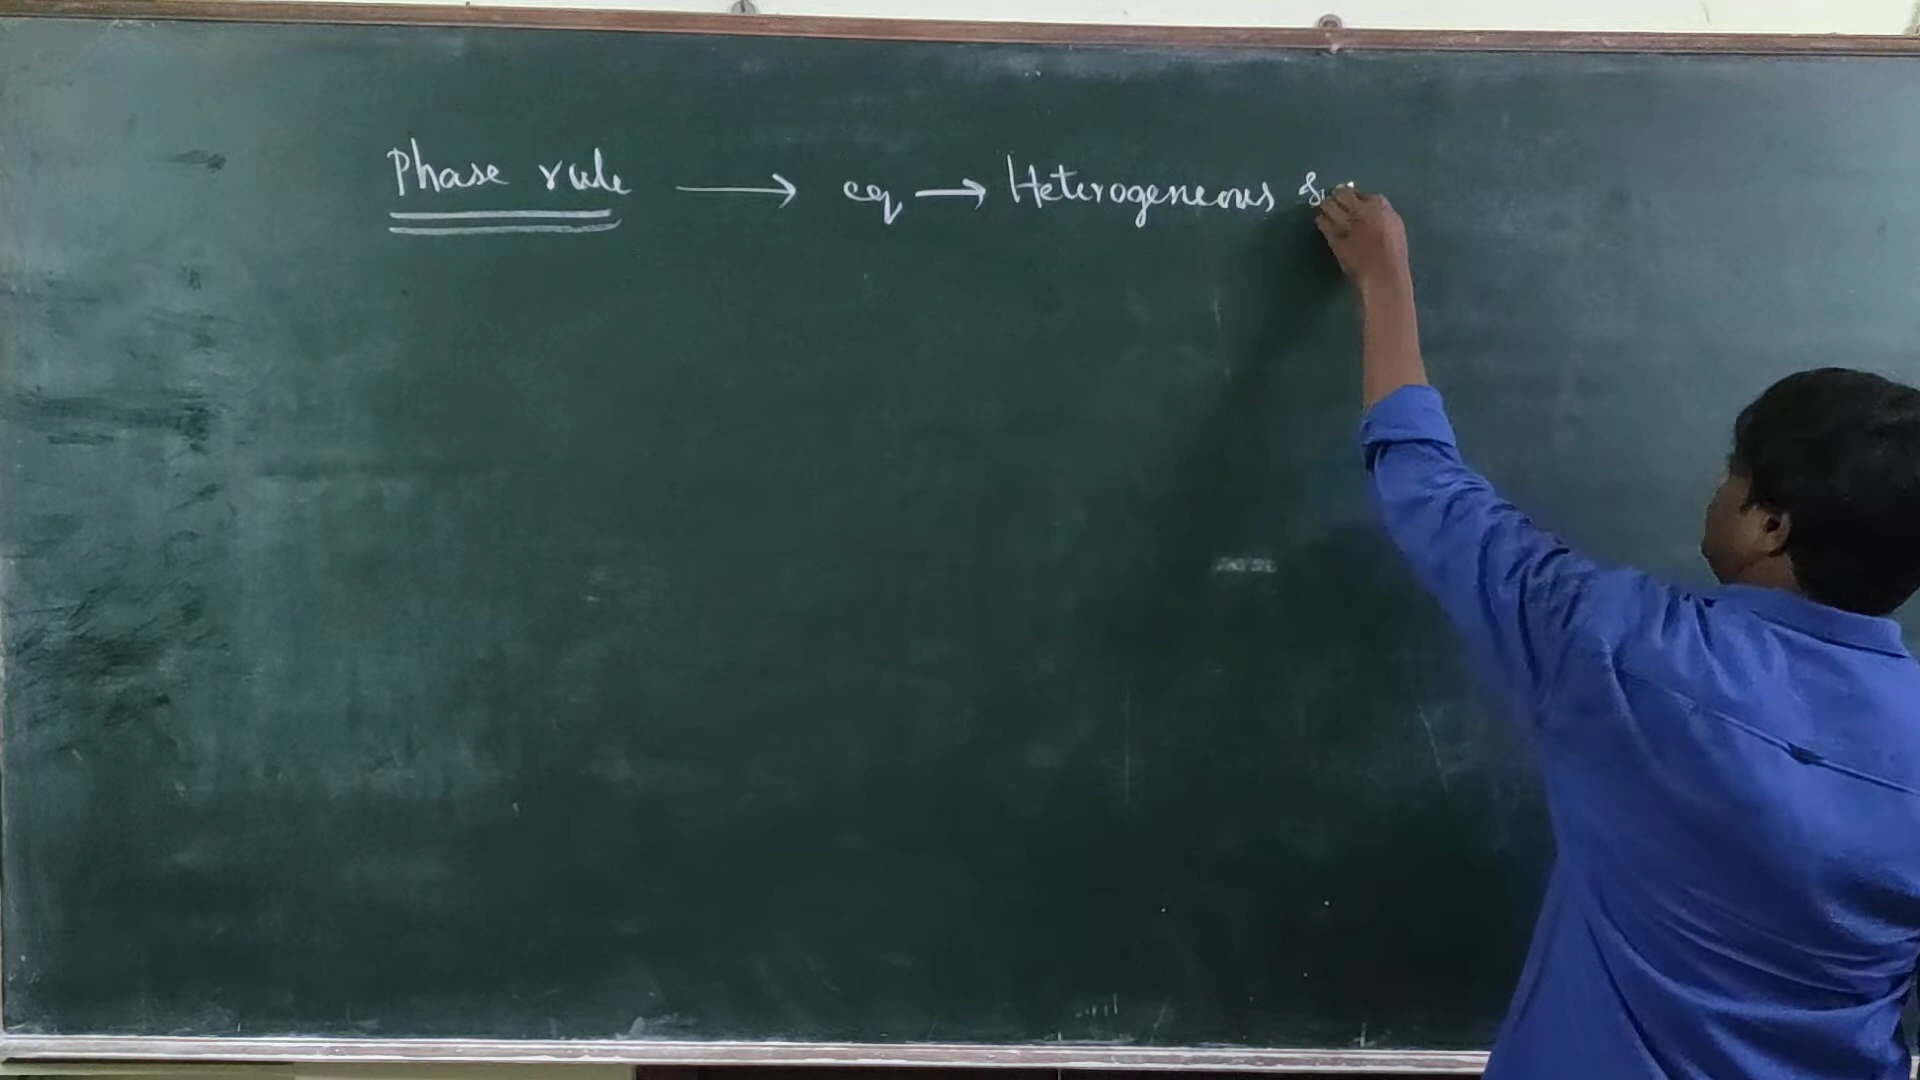 Phase rule → eq → Heterogeneous